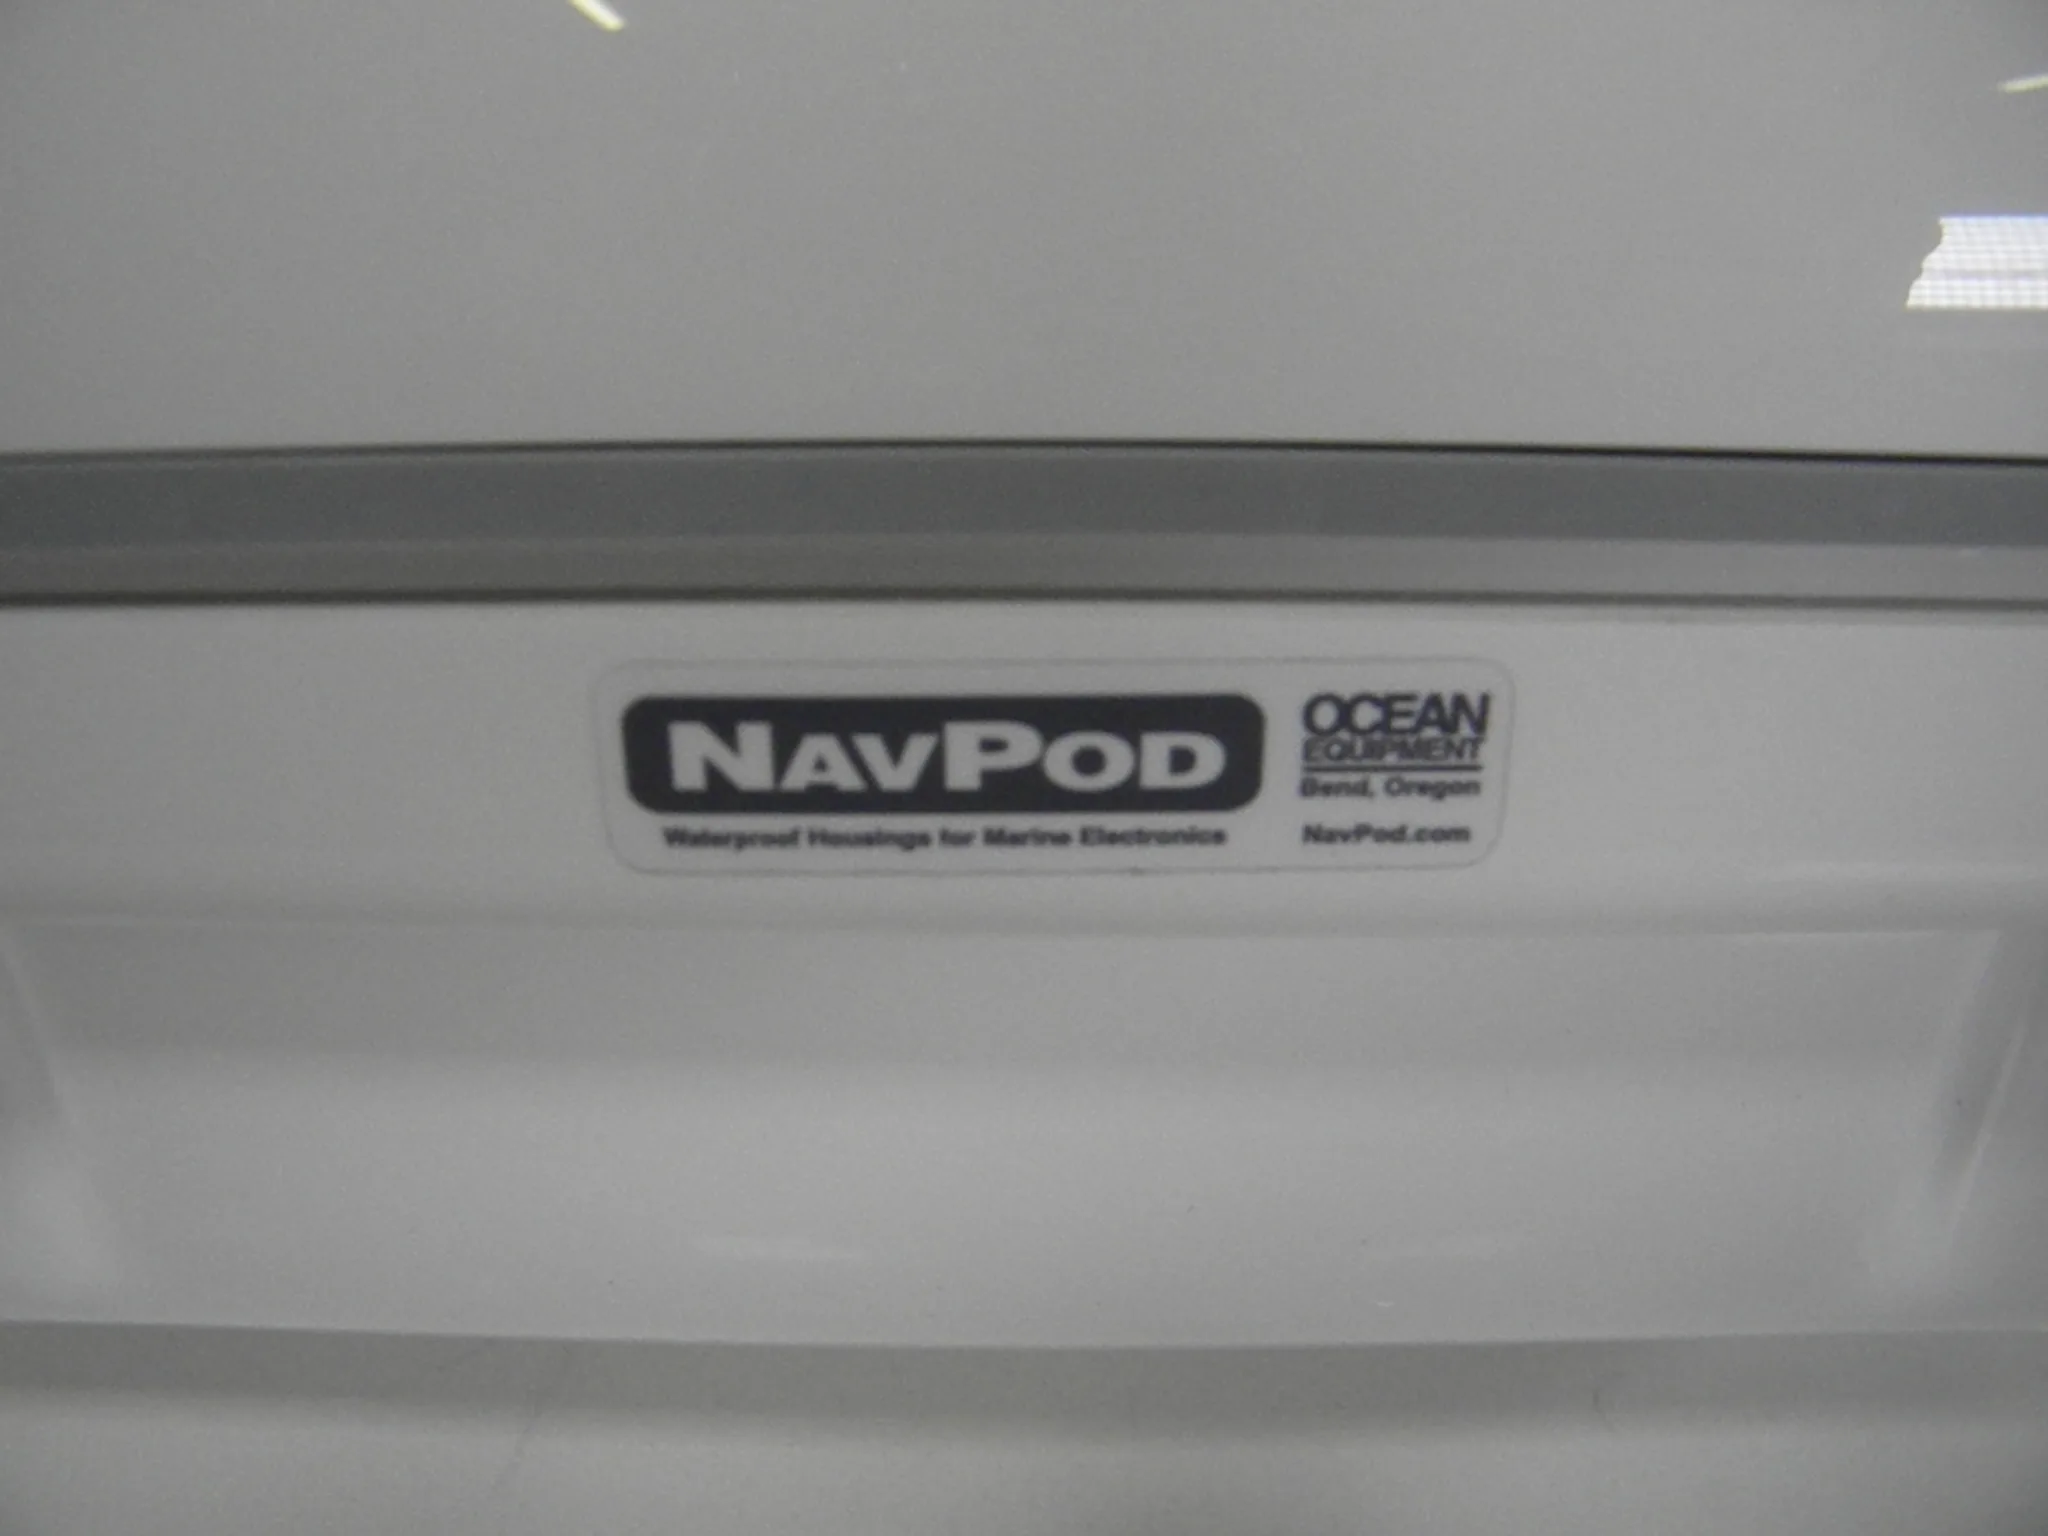 NAVPOD
Waterproof Housings for Marine Electronics
OCEAN
EQUIPMENT
Bend, Oregon
NavPod.com